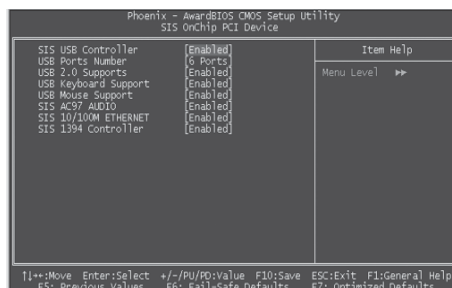 Phoenix - AwardBIOS CMOS Setup Utility
SIS OnChip PCI Device
SIS USB Controller [Enabled]
USB Ports Number [6 Ports]
USB 2.0 Supports [Enabled]
USB Keyboard Support [Enabled]
USB Mouse Support [Enabled]
SIS AC97 AUDIO [Enabled]
SIS 10/100M ETHERNET [Enabled]
SIS 1394 Controller [Enabled]
Item Help
Menu Level ►►
↑↓→←:Move Enter:Select +/-/PU/PD:Value F10:Save ESC:Exit F1:General Help
F5: Previous Values F6: Fail-Safe Defaults F7: Optimized Defaults